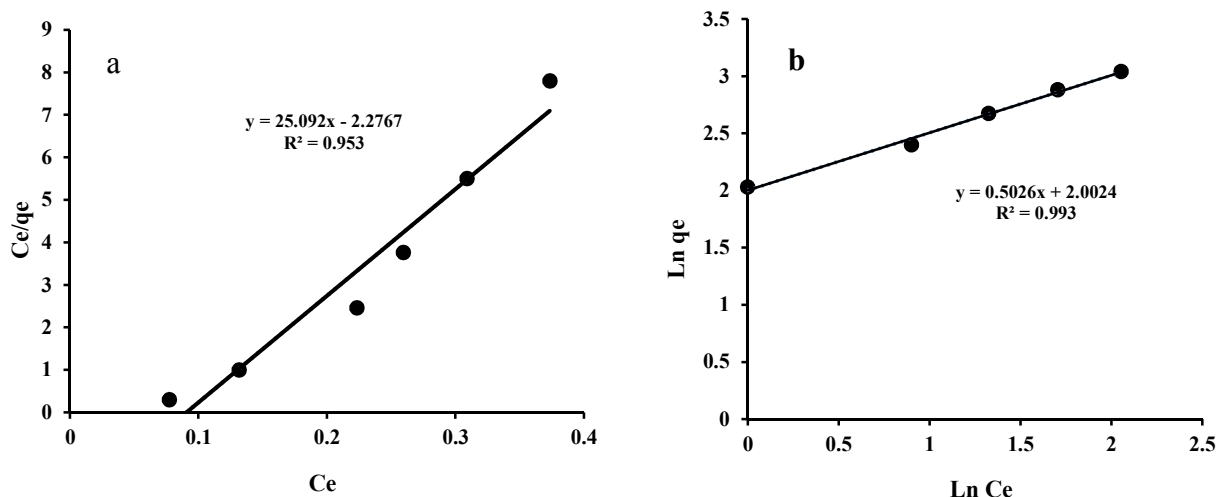 a
9
8
7
6
5
4
3
2
1
0
Ce/qe
y = 25.092x - 2.2767
R² = 0.953
0 0.1 0.2 0.3 0.4
Ce
b
3.5
3
2.5
2
1.5
1
0.5
0
Ln qe
y = 0.5026x + 2.0024
R² = 0.993
0 0.5 1 1.5 2 2.5
Ln Ce